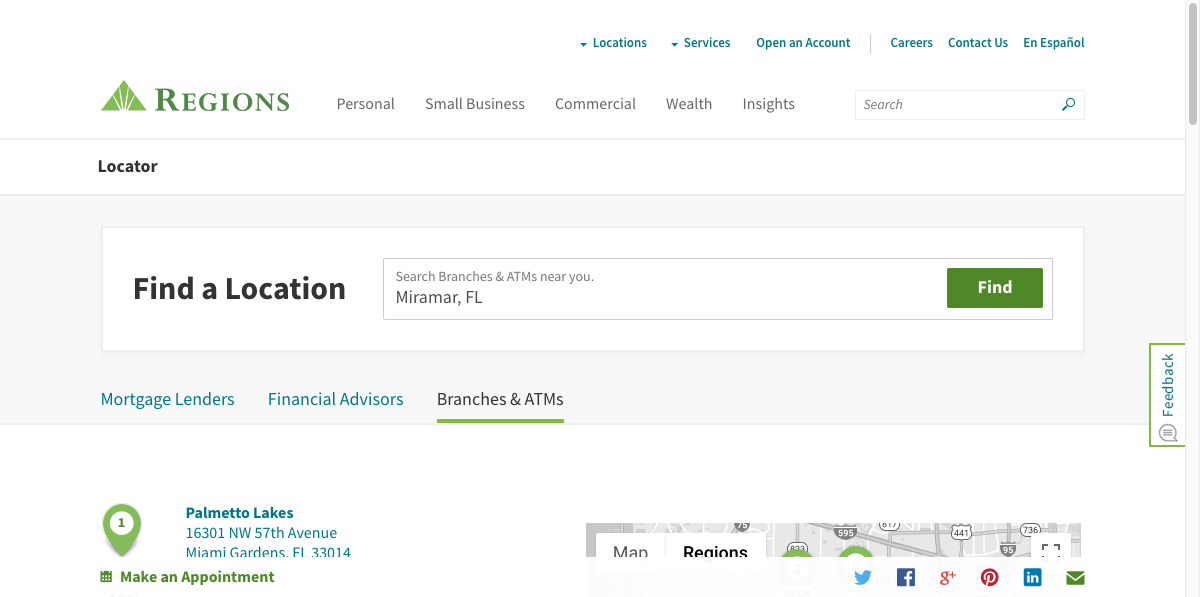 Locations Services Open an Account Careers Contact Us En Español
REGIONS Personal Small Business Commercial Wealth Insights Search
Locator
Find a Location
Search Branches & ATMs near you.
Miramar, FL
Find
Feedback
Mortgage Lenders Financial Advisors Branches & ATMs
1
Palmetto Lakes
16301 NW 57th Avenue
Miami Gardens, FL 33014
Make an Appointment
75 817 595 441 736
823 95
Map Regions
3
OPEN OPEN